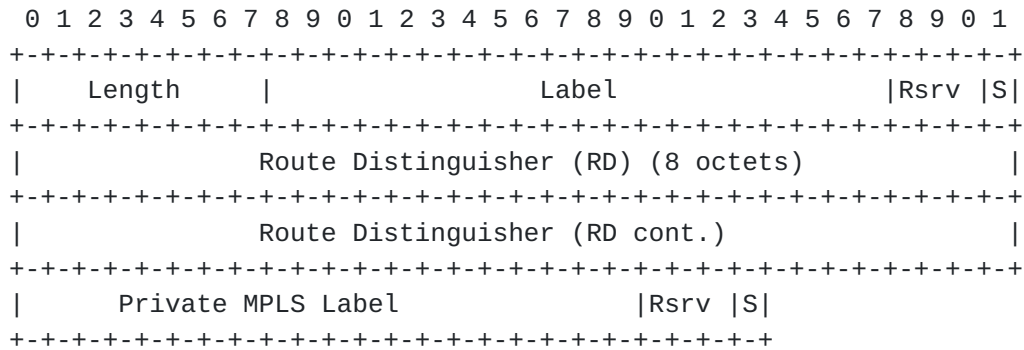 0 1 2 3 4 5 6 7 8 9 0 1 2 3 4 5 6 7 8 9 0 1 2 3 4 5 6 7 8 9 0 1
+-+-+-+-+-+-+-+-+-+-+-+-+-+-+-+-+-+-+-+-+-+-+-+-+-+-+-+-+-+-+-+-+
|    Length     |                 Label                 |Rsrv |S|
+-+-+-+-+-+-+-+-+-+-+-+-+-+-+-+-+-+-+-+-+-+-+-+-+-+-+-+-+-+-+-+-+
|               Route Distinguisher (RD) (8 octets)             |
+-+-+-+-+-+-+-+-+-+-+-+-+-+-+-+-+-+-+-+-+-+-+-+-+-+-+-+-+-+-+-+-+
|               Route Distinguisher (RD cont.)                  |
+-+-+-+-+-+-+-+-+-+-+-+-+-+-+-+-+-+-+-+-+-+-+-+-+-+-+-+-+-+-+-+-+
|      Private MPLS Label               |Rsrv |S|
+-+-+-+-+-+-+-+-+-+-+-+-+-+-+-+-+-+-+-+-+-+-+-+-+